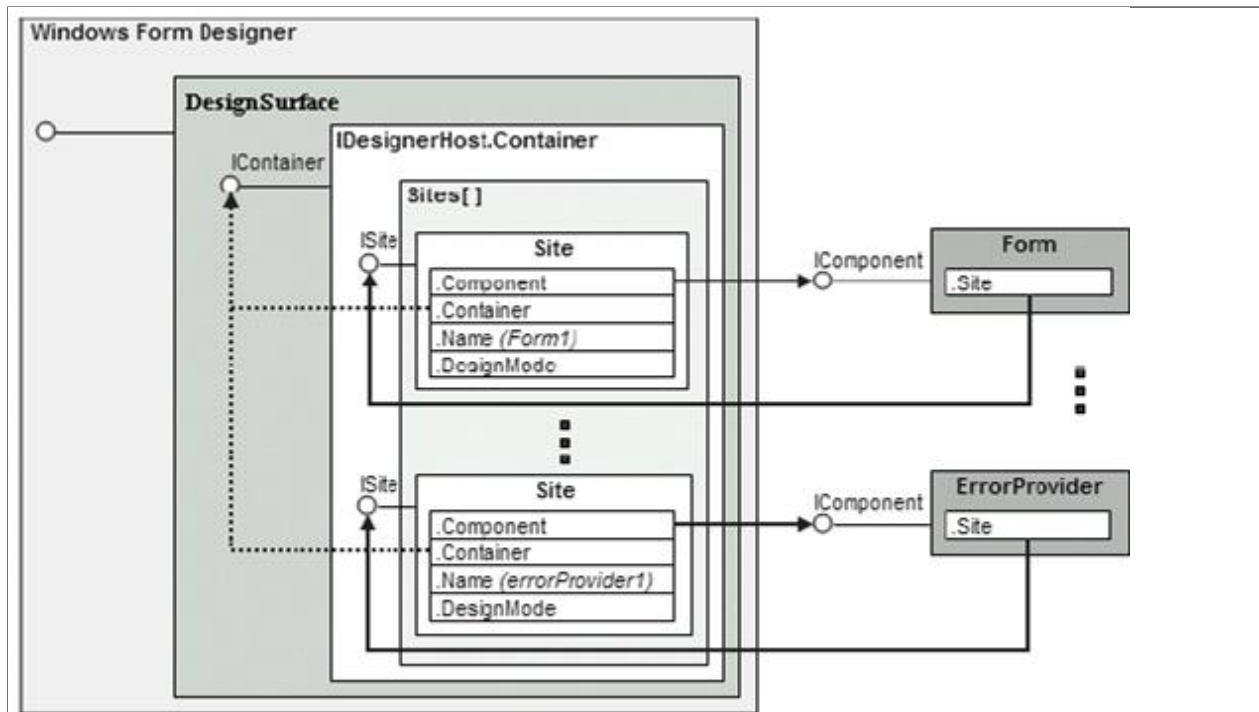 Windows Form Designer
DesignSurface
IDesignerHost.Container
IContainer
Sites[ ]
ISite
Site
.Component
.Container
.Name (Form1)
.DesignMode
IComponent
Form
.Site
ISite
Site
.Component
.Container
.Name (errorProvider1)
.DesignMode
IComponent
ErrorProvider
.Site